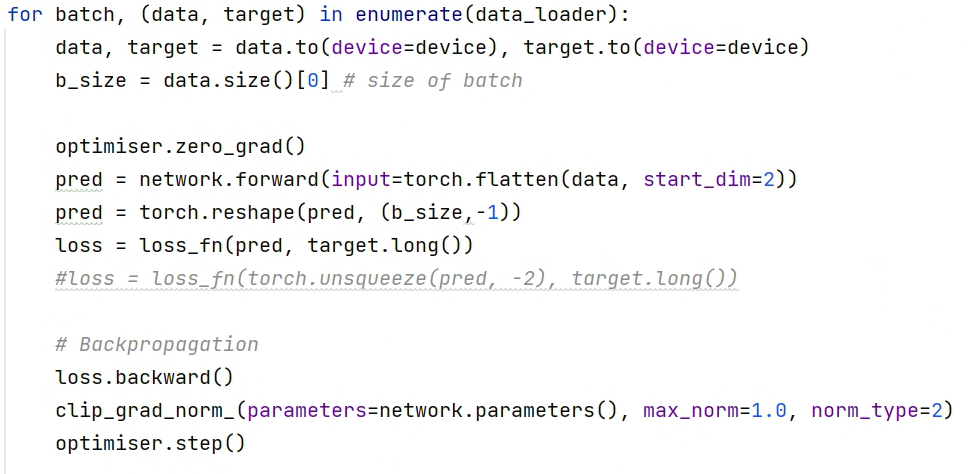 for batch, (data, target) in enumerate(data_loader):
    data, target = data.to(device=device), target.to(device=device)
    b_size = data.size()[0] # size of batch

    optimiser.zero_grad()
    pred = network.forward(input=torch.flatten(data, start_dim=2))
    pred = torch.reshape(pred, (b_size,-1))
    loss = loss_fn(pred, target.long())
    #loss = loss_fn(torch.unsqueeze(pred, -2), target.long())

    # Backpropagation
    loss.backward()
    clip_grad_norm_(parameters=network.parameters(), max_norm=1.0, norm_type=2)
    optimiser.step()